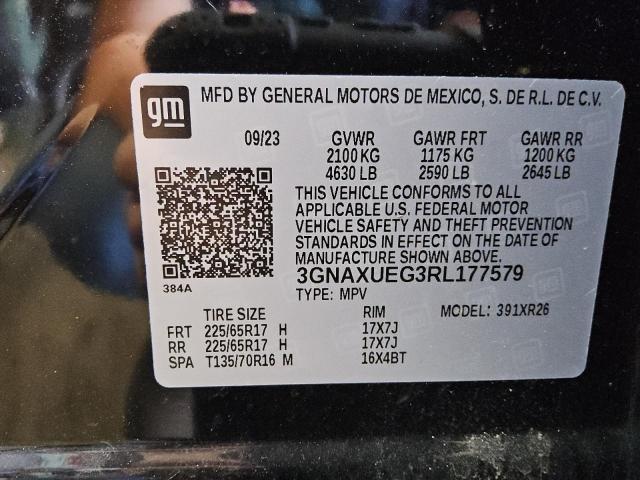 gm
MFD BY GENERAL MOTORS DE MEXICO, S. DE R.L. DE C.V.
09/23 GVWR GAWR FRT GAWR RR
2100 KG 1175 KG 1200 KG
4630 LB 2590 LB 2645 LB
THIS VEHICLE CONFORMS TO ALL
APPLICABLE U.S. FEDERAL MOTOR
VEHICLE SAFETY AND THEFT PREVENTION
STANDARDS IN EFFECT ON THE DATE OF
MANUFACTURE SHOWN ABOVE.
384A
3GNAXUEG3RL177579
TYPE: MPV
TIRE SIZE RIM MODEL: 391XR26
FRT 225/65R17 H 17X7J
RR 225/65R17 H 17X7J
SPA T135/70R16 M 16X4BT